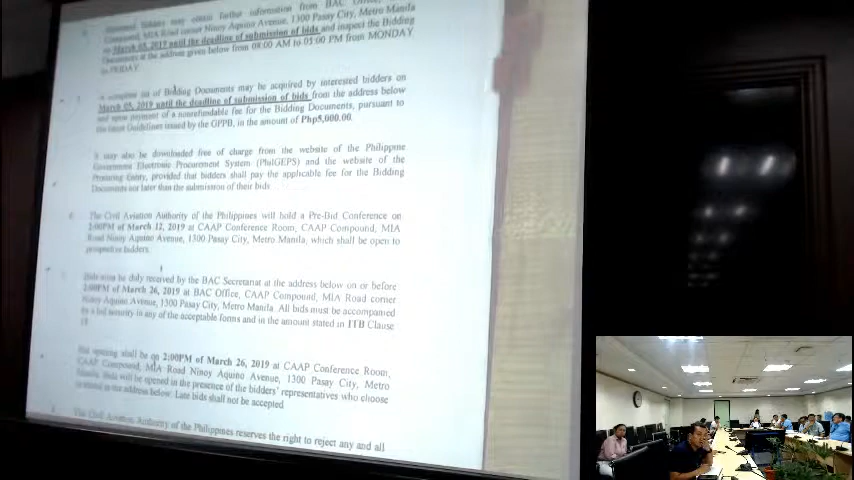 Bidders may obtain further information from BAC Office,
Compound, MIA Road corner Ninoy Aquino Avenue, 1300 Pasay City, Metro Manila
March 05, 2019 until the deadline of submission of bids and inspect the Bidding
Documents at the address given below from 08:00 AM to 05:00 PM from MONDAY
to FRIDAY.
A complete set of Bidding Documents may be acquired by interested bidders on
March 05, 2019 until the deadline of submission of bids from the address below
and upon payment of a nonrefundable fee for the Bidding Documents, pursuant to
the latest Guidelines issued by the GPPB, in the amount of Php5,000.00.
It may also be downloaded free of charge from the website of the Philippine
Government Electronic Procurement System (PhilGEPS) and the website of the
Procuring Entity, provided that bidders shall pay the applicable fee for the Bidding
Documents not later than the submission of their bids.
The Civil Aviation Authority of the Philippines will hold a Pre-Bid Conference on
2:00PM of March 12, 2019 at CAAP Conference Room, CAAP Compound, MIA
Road Ninoy Aquino Avenue, 1300 Pasay City, Metro Manila, which shall be open to
prospective bidders.
Bids must be duly received by the BAC Secretariat at the address below on or before
2:00PM of March 26, 2019 at BAC Office, CAAP Compound, MIA Road corner
Ninoy Aquino Avenue, 1300 Pasay City, Metro Manila. All bids must be accompanied
by a bid security in any of the acceptable forms and in the amount stated in ITB Clause
18.
Bid opening shall be on 2:00PM of March 26, 2019 at CAAP Conference Room,
CAAP Compound, MIA Road Ninoy Aquino Avenue, 1300 Pasay City, Metro
Manila. Bids will be opened in the presence of the bidders' representatives who choose
to attend at the address below. Late bids shall not be accepted.
The Civil Aviation Authority of the Philippines reserves the right to reject any and all